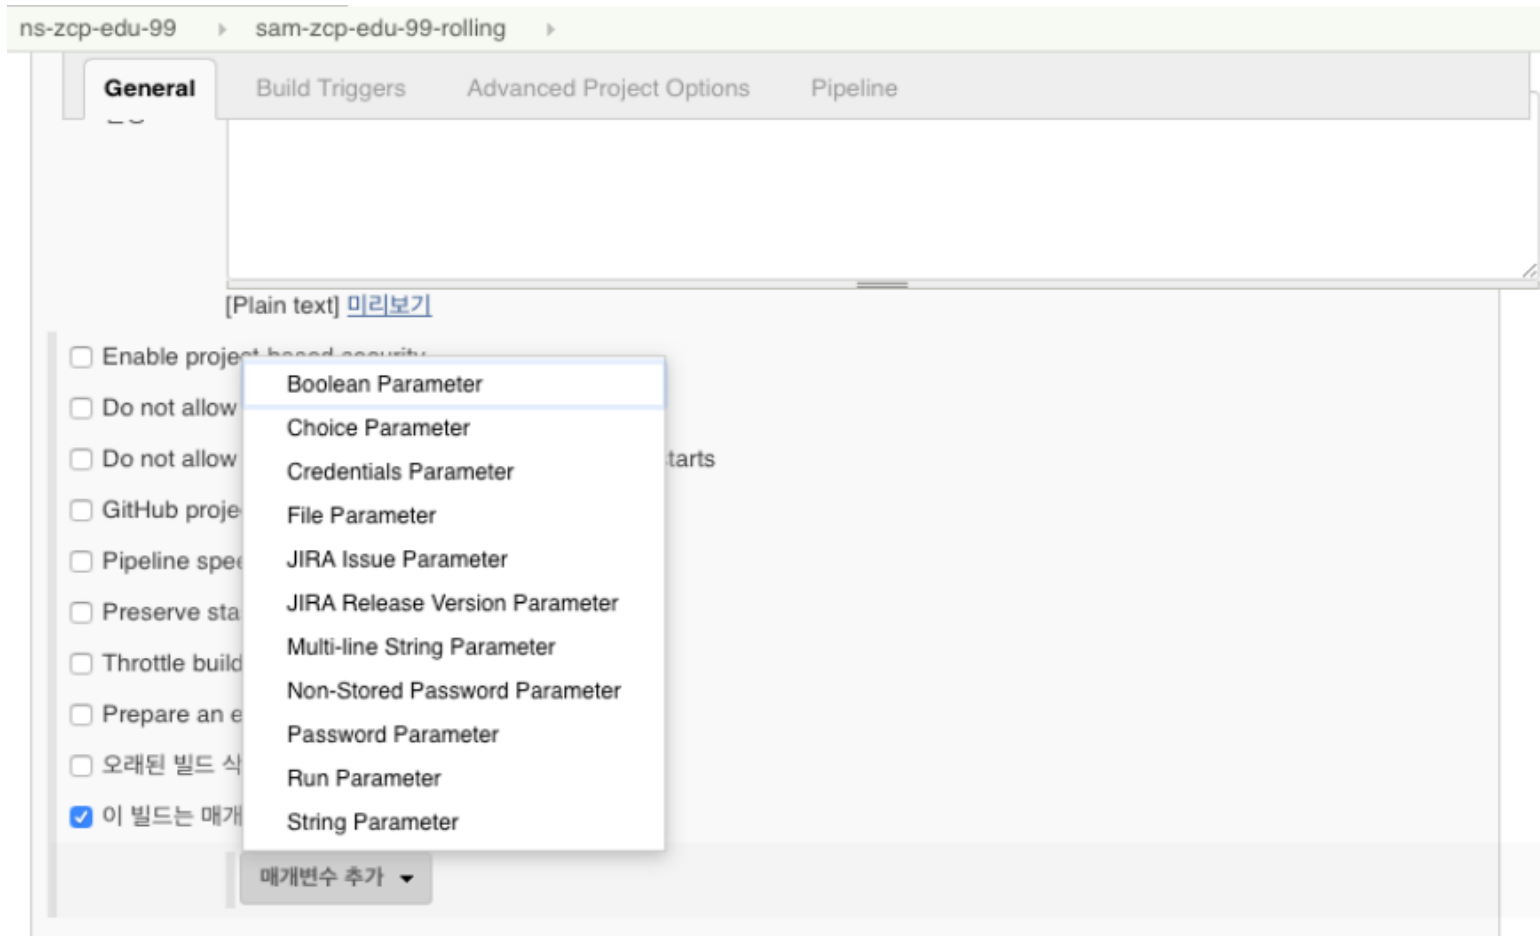 ns-zcp-edu-99 sam-zcp-edu-99-rolling
General Build Triggers Advanced Project Options Pipeline
[Plain text] 미리보기
Enable project-based security
Do not allow
Do not allow tarts
GitHub proje
Pipeline spee
Preserve sta
Throttle build
Prepare an e
오래된 빌드 삭
이 빌드는 매개
Boolean Parameter
Choice Parameter
Credentials Parameter
File Parameter
JIRA Issue Parameter
JIRA Release Version Parameter
Multi-line String Parameter
Non-Stored Password Parameter
Password Parameter
Run Parameter
String Parameter
매개변수 추가